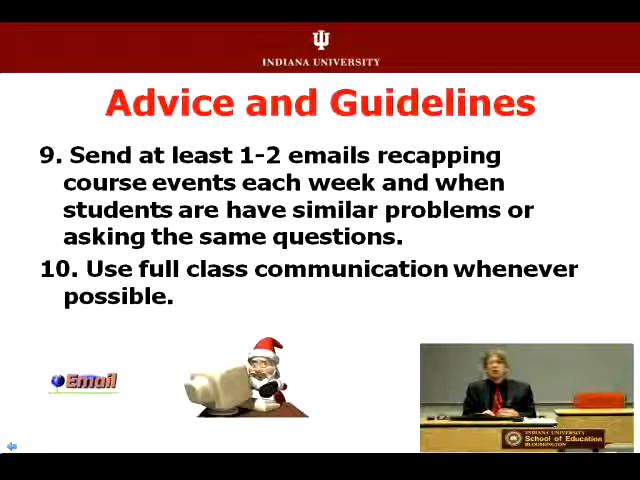 INDIANA UNIVERSITY
Advice and Guidelines
9. Send at least 1-2 emails recapping
course events each week and when
students are have similar problems or
asking the same questions.
10. Use full class communication whenever
possible.
Email
INDIANA UNIVERSITY
School of Education
BLOOMINGTON